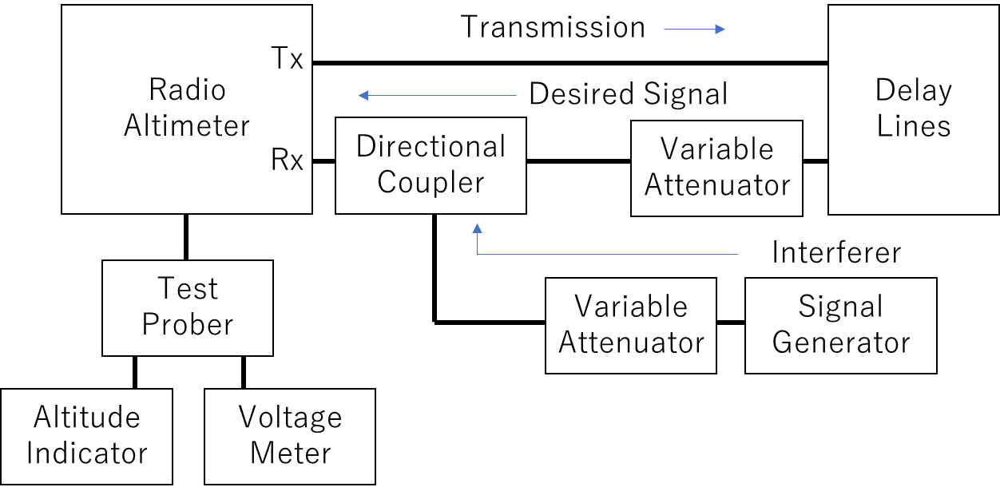 Transmission
Tx
Radio
Altimeter
Desired Signal
Delay
Lines
Rx
Directional
Coupler
Variable
Attenuator
Interferer
Test
Prober
Variable
Attenuator
Signal
Generator
Altitude
Indicator
Voltage
Meter